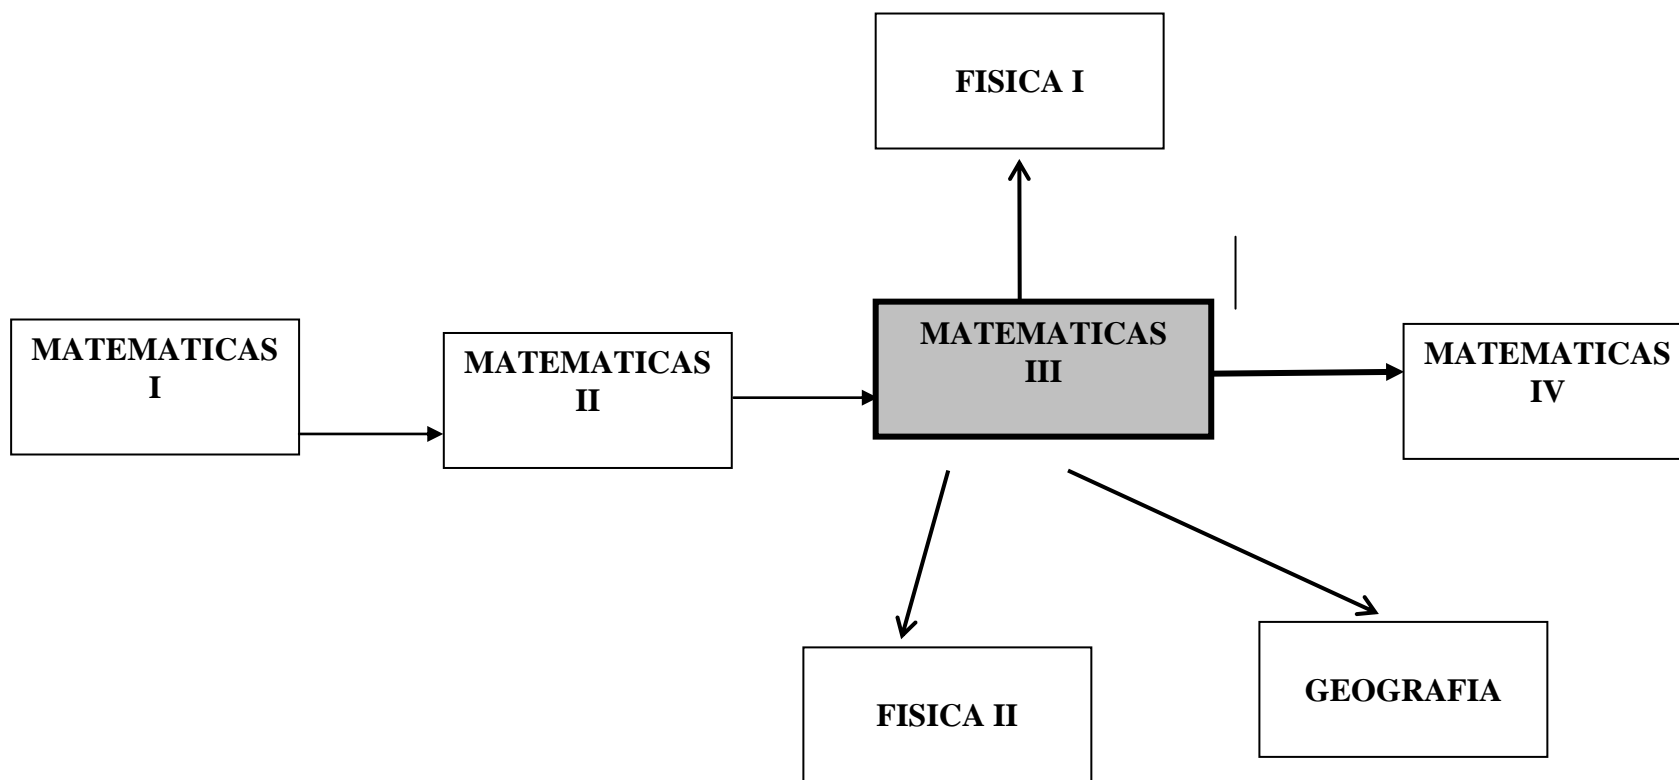 FISICA I
MATEMATICAS
I
MATEMATICAS
II
MATEMATICAS
III
MATEMATICAS
IV
FISICA II
GEOGRAFIA